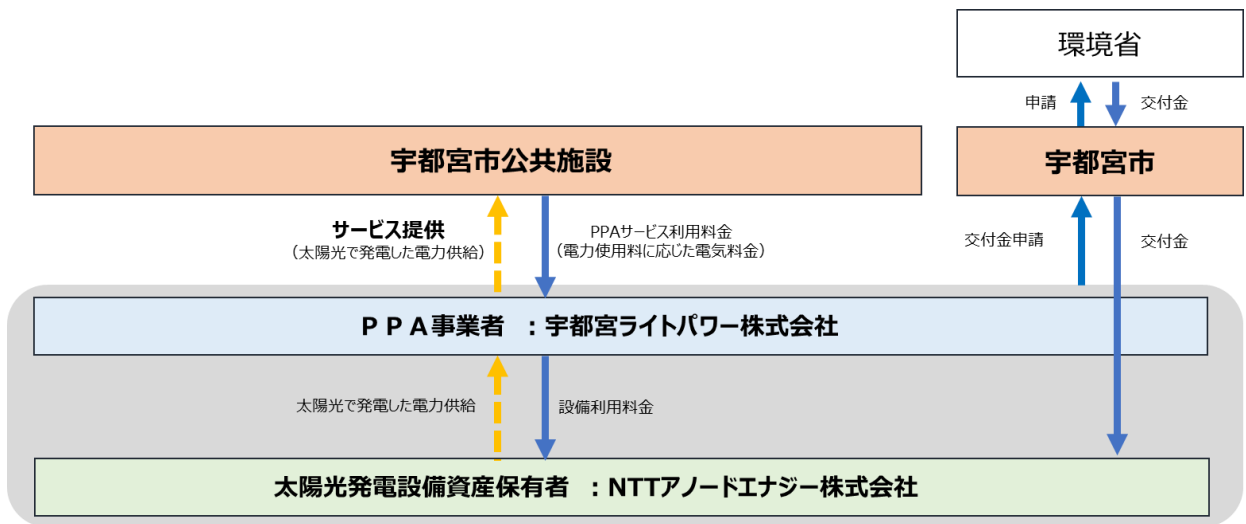 環境省
申請
交付金
宇都宮市公共施設
宇都宮市
サービス提供
（太陽光で発電した電力供給）
PPAサービス利用料金
（電力使用料に応じた電気料金）
交付金申請
交付金
ＰＰＡ事業者　：宇都宮ライトパワー株式会社
太陽光で発電した電力供給
設備利用料金
太陽光発電設備資産保有者　：NTTアノードエナジー株式会社